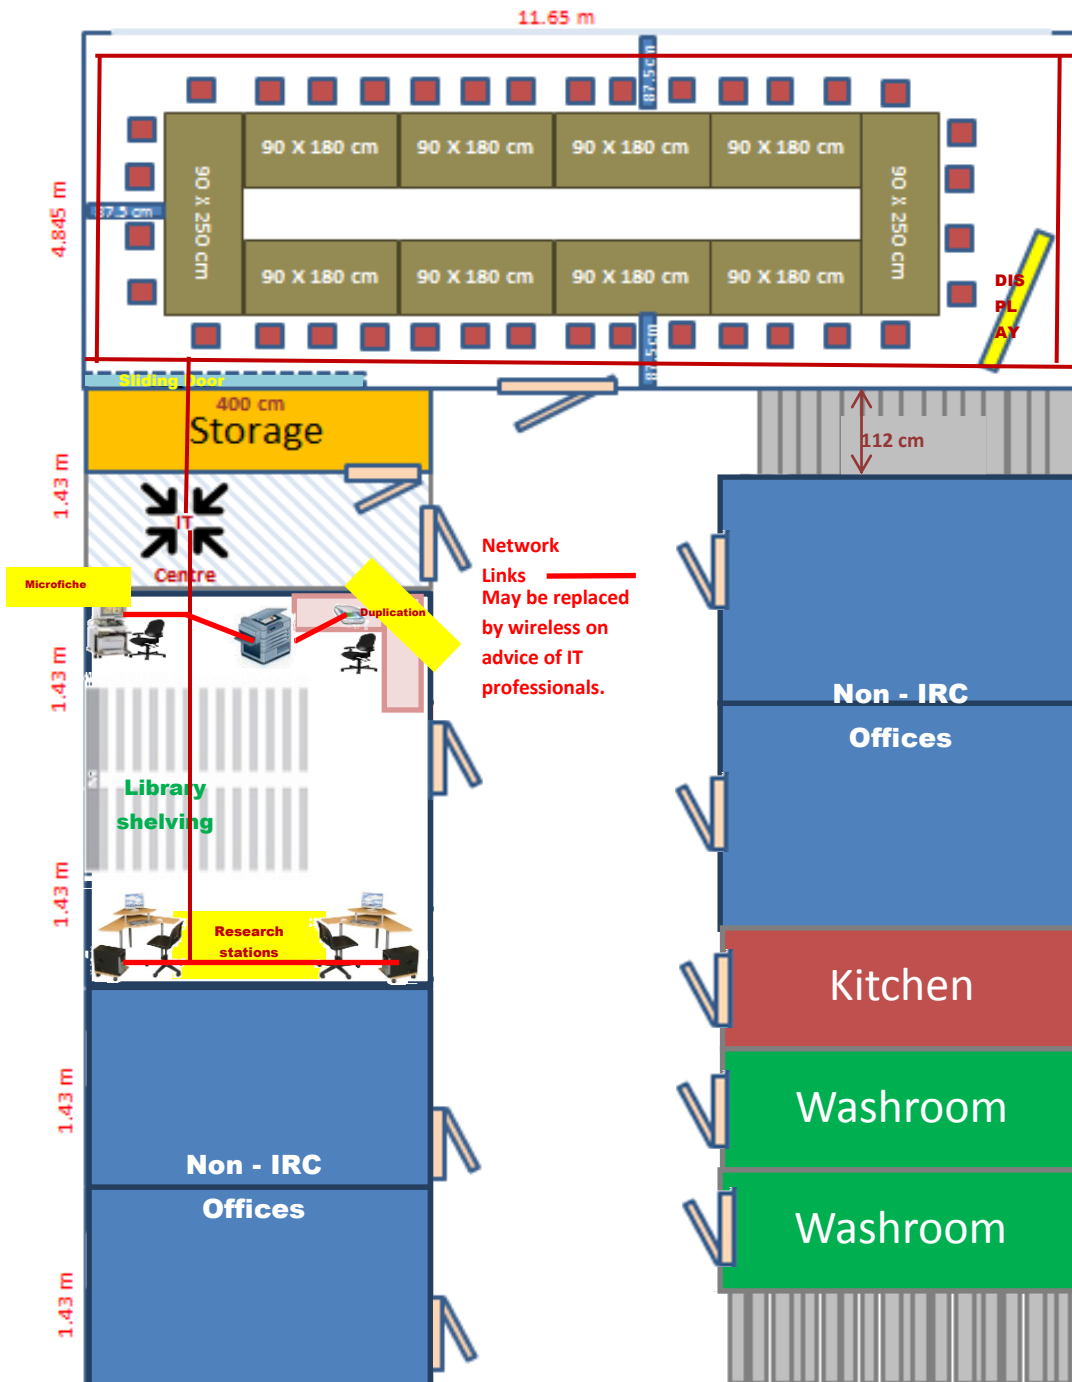 11.65 m
87.5cm
90 X 180 cm
90 X 180 cm
90 X 180 cm
90 X 180 cm
90 X 250 cm
90 X 250 cm
4.845 m
87.5 cm
90 X 180 cm
90 X 180 cm
90 X 180 cm
90 X 180 cm
DIS
PL
AY
87.5cm
Sliding Door
400 cm
Storage
112 cm
1.43 m
IT
Centre
Network
Links
May be replaced
by wireless on
advice of IT
professionals.
Microfiche
Duplication
1.43 m
Non - IRC
Offices
Library
shelving
1.43 m
Research
stations
Kitchen
1.43 m
Washroom
Non - IRC
Offices
Washroom
1.43 m